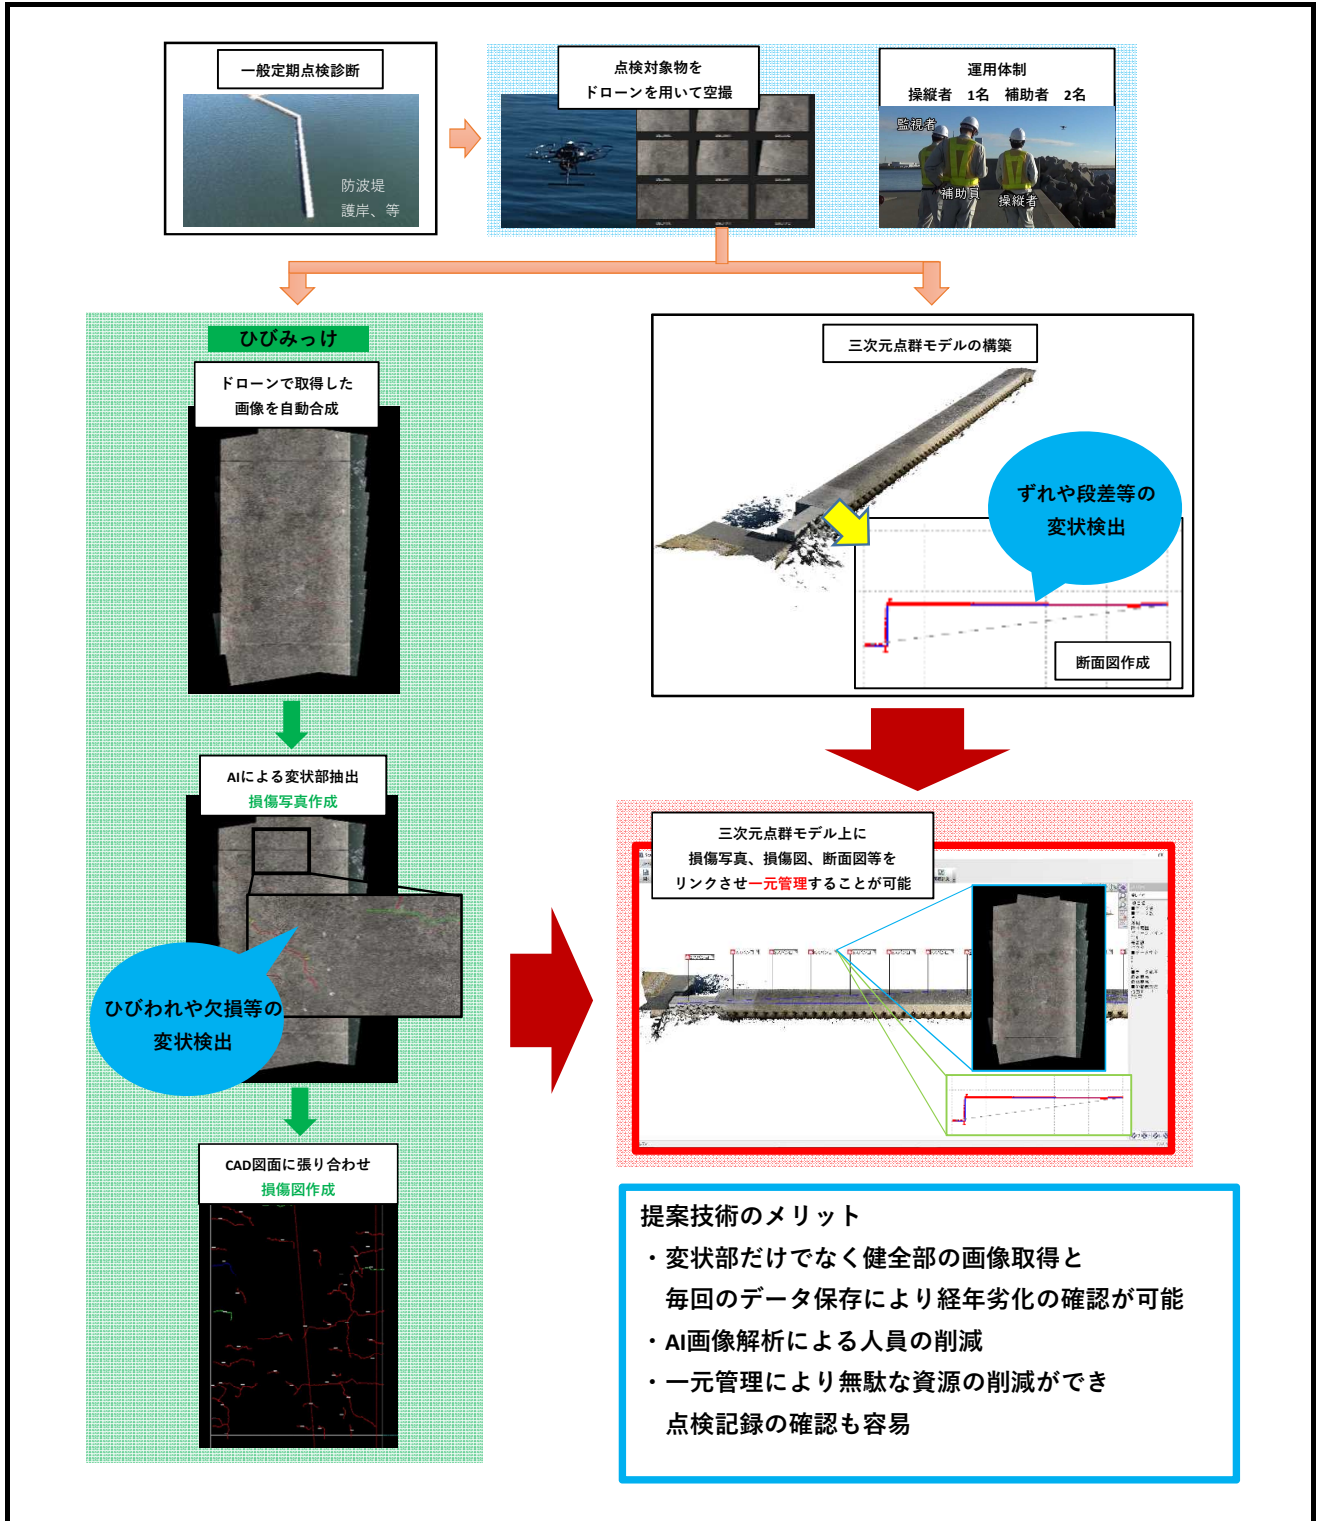 一般定期点検診断
防波堤
護岸、等
点検対象物を
ドローンを用いて空撮
運用体制
操縦者 1名 補助者 2名
監視者
補助員
操縦者
ひびみっけ
ドローンで取得した
画像を自動合成
三次元点群モデルの構築
ずれや段差等の
変状検出
断面図作成
AIによる変状部抽出
損傷写真作成
ひびわれや欠損等の
変状検出
CAD図面に張り合わせ
損傷図作成
三次元点群モデル上に
損傷写真、損傷図、断面図等を
リンクさせ一元管理することが可能
提案技術のメリット
・変状部だけでなく健全部の画像取得と
毎回のデータ保存により経年劣化の確認が可能
・AI画像解析による人員の削減
・一元管理により無駄な資源の削減ができ
点検記録の確認も容易